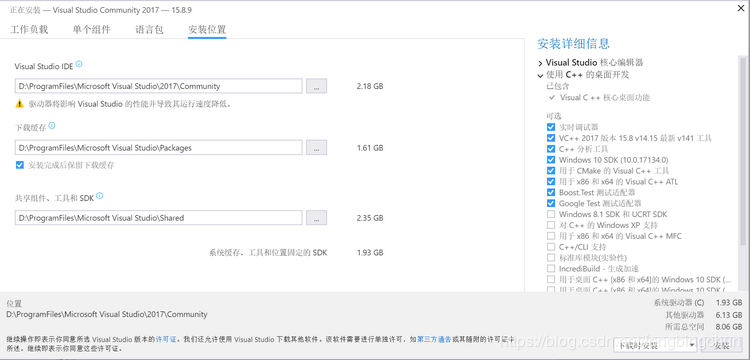 正在安装 — Visual Studio Community 2017 — 15.8.9
工作负载 单个组件 语言包 安装位置
Visual Studio IDE
D:\ProgramFiles\Microsoft Visual Studio\2017\Community ... 2.18 GB
驱动器将影响 Visual Studio 的性能并导致其运行速度降低。
下载缓存
D:\ProgramFiles\Microsoft Visual Studio\Packages ... 1.61 GB
安装完成后保留下载缓存
共享组件、工具和 SDK
D:\ProgramFiles\Microsoft Visual Studio\Shared ... 2.35 GB
系统缓存、工具和位置固定的 SDK 1.93 GB
安装详细信息
Visual Studio 核心编辑器
使用 C++ 的桌面开发
已包含
Visual C++ 核心桌面功能
可选
实时调试器
VC++ 2017 版本 15.8 v14.15 最新 v141 工具
C++ 分析工具
Windows 10 SDK (10.0.17134.0)
用于 CMake 的 Visual C++ 工具
用于 x86 和 x64 的 Visual C++ ATL
Boost.Test 测试适配器
Google Test 测试适配器
Windows 8.1 SDK 和 UCRT SDK
对 C++ 的 Windows XP 支持
用于 x86 和 x64 的 Visual C++ MFC
C++/CLI 支持
标准库模块(实验性)
IncrediBuild - 生成加速
用于桌面 C++ [x86 和 x64]的 Windows 10 SDK (...
用于桌面 C++ [x86 和 x64]的 Windows 10 SDK (...
位置
D:\ProgramFiles\Microsoft Visual Studio\2017\Community
系统驱动器 (C) 1.93 GB
其他驱动器 6.13 GB
所需总空间 8.06 GB
继续操作即表示你同意所选 Visual Studio 版本的许可证。我们还允许使用 Visual Studio 下载其他软件。该软件需要进行单独许可，如第三方通告或其随附的许可证中
所述。继续即表示你同意这些许可证。
下载时安装 安装